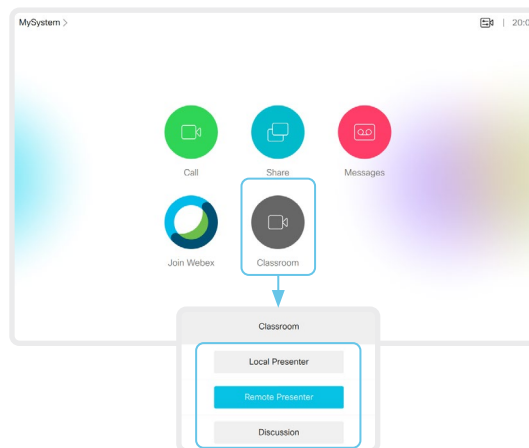 MySystem >
| 20:0
Call
Share
Messages
Join Webex
Classroom
Classroom
Local Presenter
Remote Presenter
Discussion